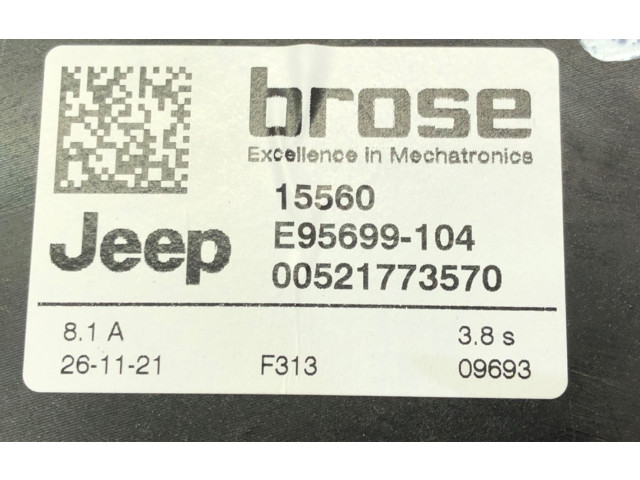 brose
Excellence in Mechatronics
15560
Jeep E95699-104
00521773570
8.1 A 3.8 s
26-11-21 F313 09693